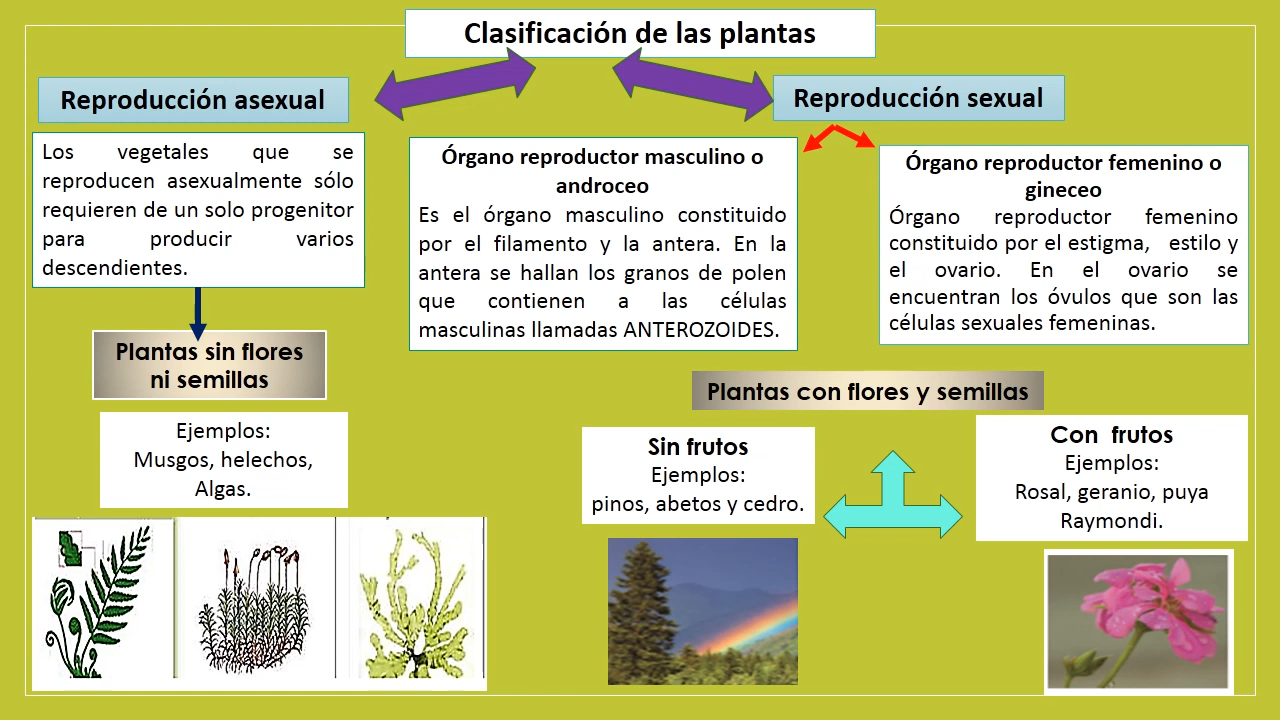 Clasificación de las plantas
Reproducción asexual
Los vegetales que se
reproducen asexualmente sólo
requieren de un solo progenitor
para producir varios
descendientes.
Plantas sin flores
ni semillas
Ejemplos:
Musgos, helechos,
Algas.
Reproducción sexual
Órgano reproductor masculino o
androceo
Es el órgano masculino constituido
por el filamento y la antera. En la
antera se hallan los granos de polen
que contienen a las células
masculinas llamadas ANTEROZOIDES.
Órgano reproductor femenino o
gineceo
Órgano reproductor femenino
constituido por el estigma, estilo y
el ovario. En el ovario se
encuentran los óvulos que son las
células sexuales femeninas.
Plantas con flores y semillas
Sin frutos
Ejemplos:
pinos, abetos y cedro.
Con frutos
Ejemplos:
Rosal, geranio, puya
Raymondi.